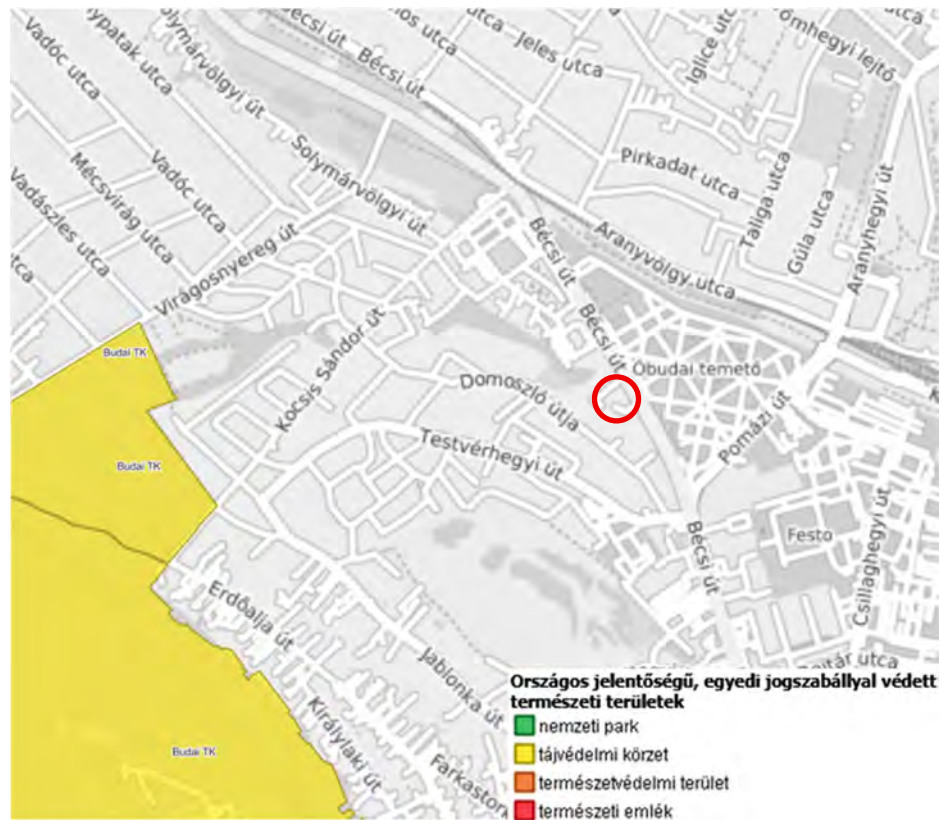 Bécsi út - Bécsi út
Jeles utca
Iglice utca
utca
Vadóc utca
Solymárvölgyi út
Solymárvölgyi út
Pirkadat utca
Taliga utca
Gúla utca
Aranyhegyi út
Mécsvirág utca
Vadóc utca
Vadászles utca
Virágosnyereg út
utca
Bécsi út
Aranyvölgy utca
Bécsi út
Budai TK
Kocsis Sándor út
Domoszló útja
Óbudai temető
Pomázi út
Testvérhegyi út
Budai TK
Bécsi út
Festo
Csillaghegyi út
Erdőalja út
Jablonka út
Királylaki út
Budai TK
utca
Országos jelentőségű, egyedi jogszabállyal védett
természeti területek
nemzeti park
tájvédelmi körzet
természetvédelmi terület
természeti emlék